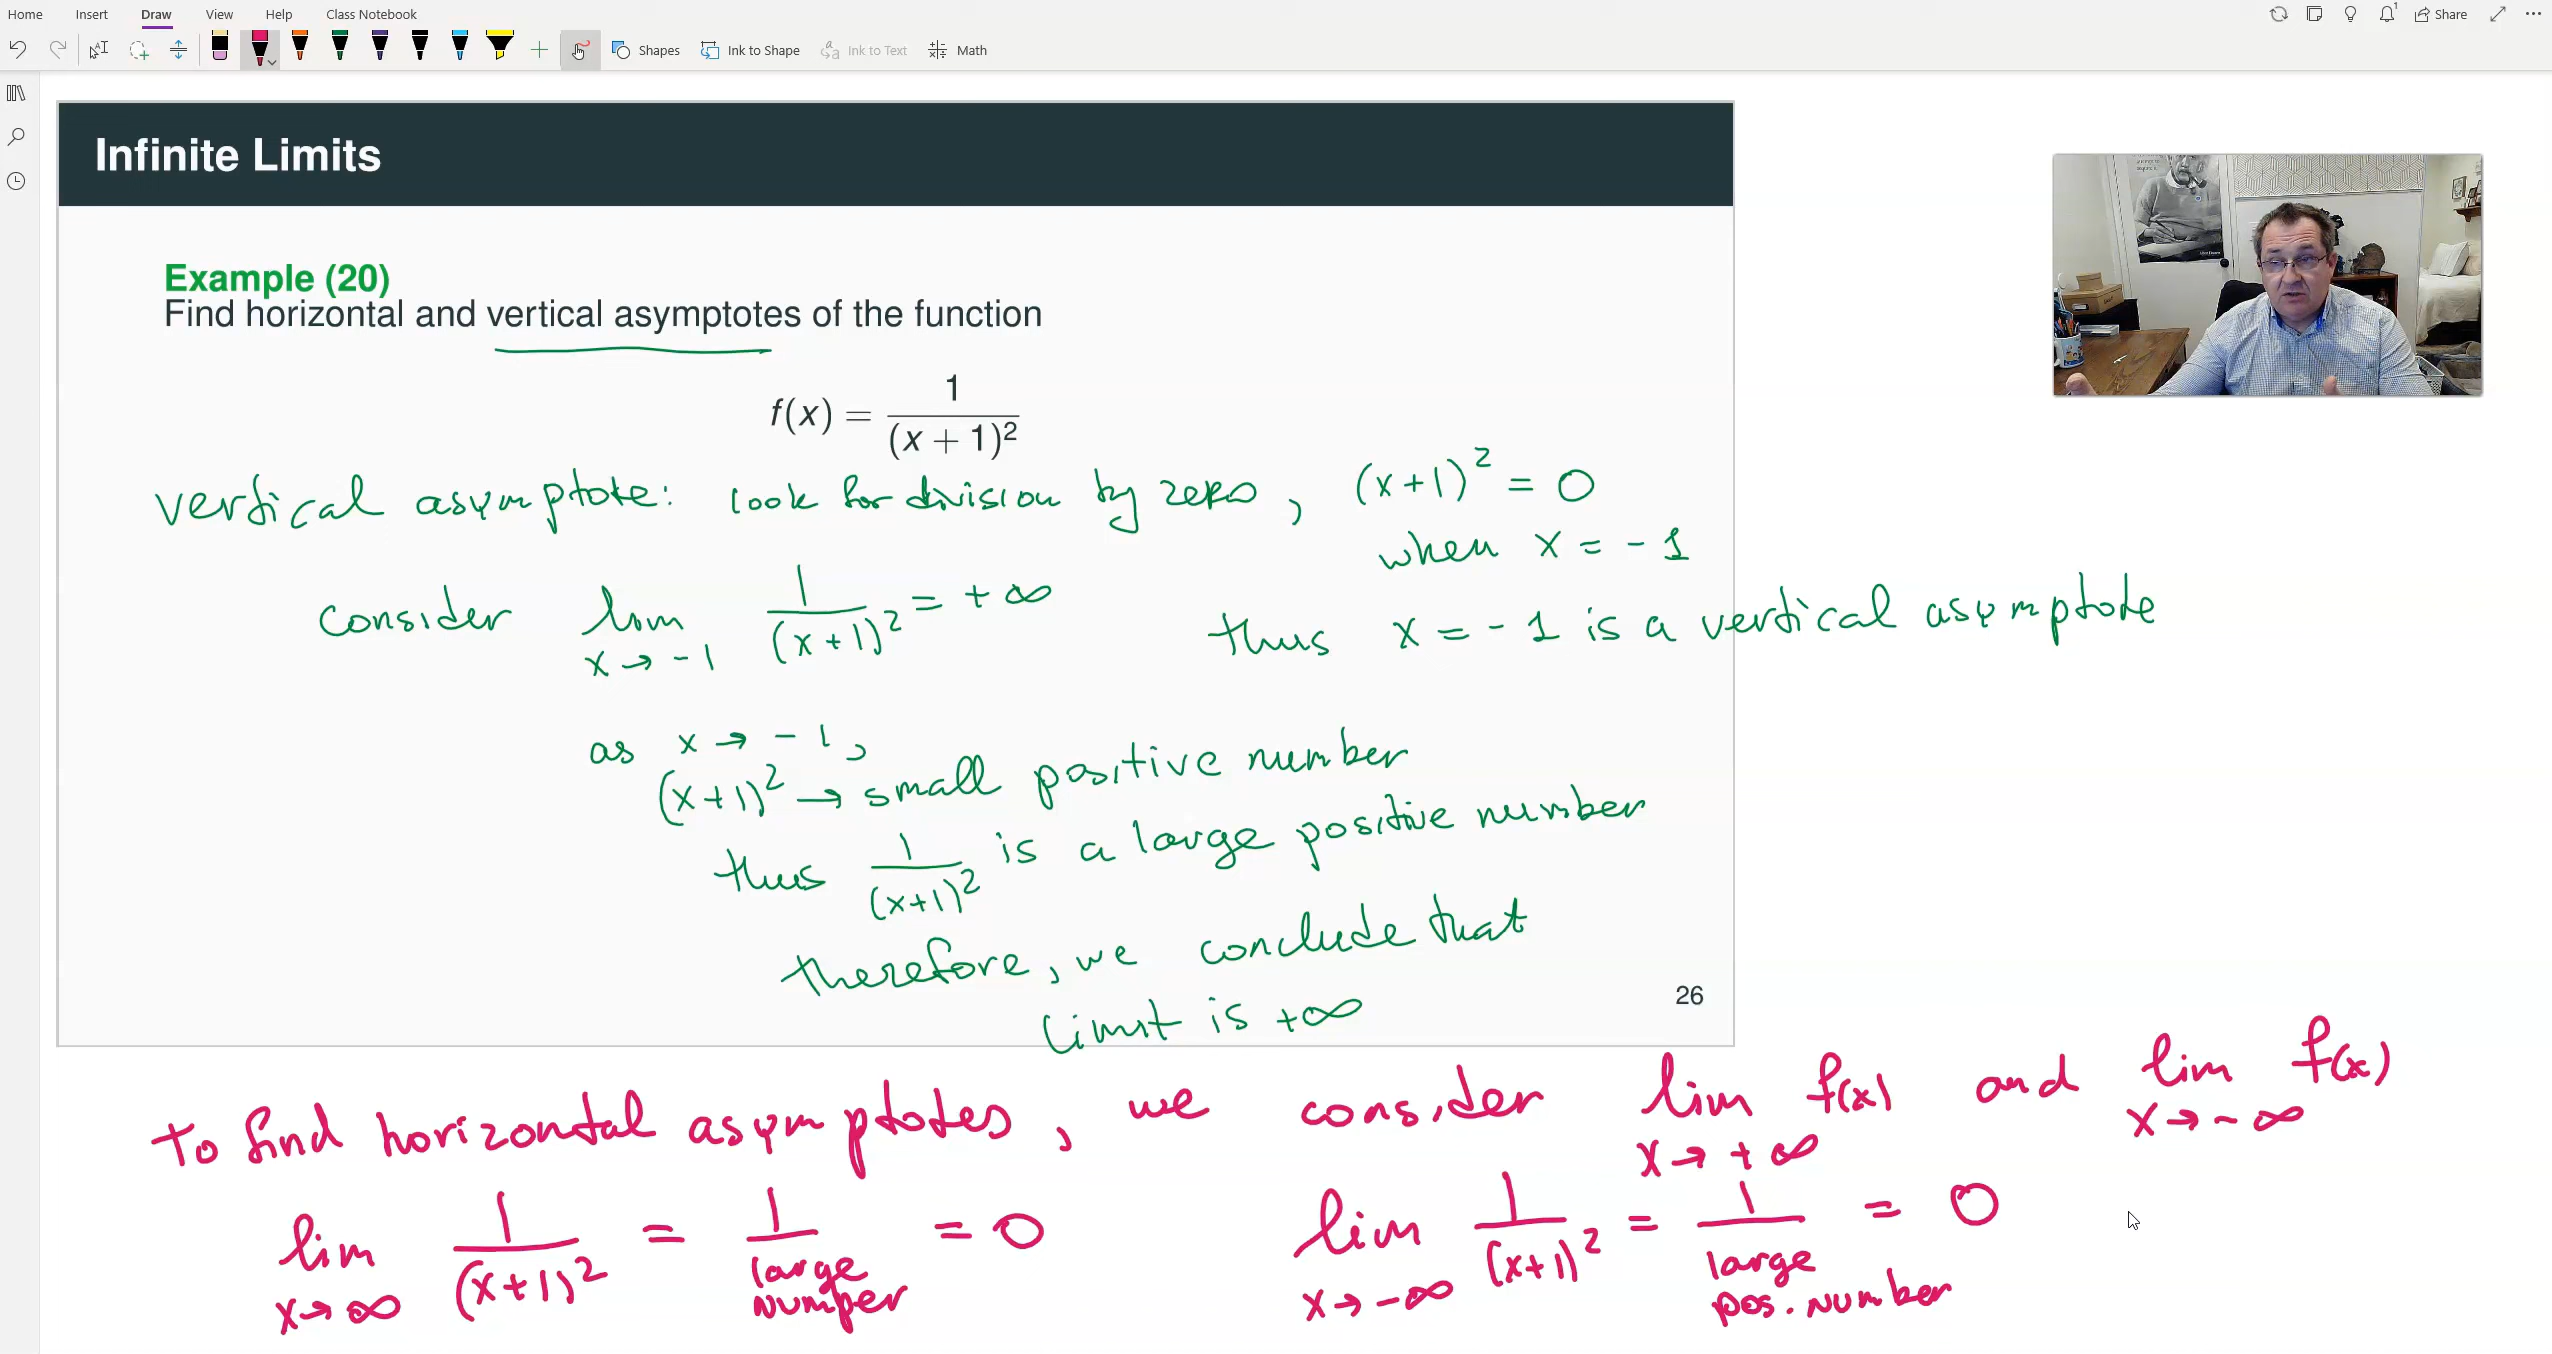 Home Insert Draw View Help Class Notebook Share
Shapes Ink to Shape Ink to Text Math
Infinite Limits
Example (20)
Find horizontal and vertical asymptotes of the function
f(x) = 1/(x + 1)²
vertical asymptote: look for division by zero, (x+1)² = 0
when x = -1
consider lim x→-1 1/(x+1)² = +∞ thus x = -1 is a vertical asymptote
as x → -1,
(x+1)² → small positive number
thus 1/(x+1)² is a large positive number
therefore, we conclude that
limit is +∞
26
To find horizontal asymptotes, we consider lim x→+∞ f(x) and lim x→-∞ f(x)
lim x→∞ 1/(x+1)² = 1/large number = 0 lim x→-∞ 1/(x+1)² = 1/large pos. number = 0